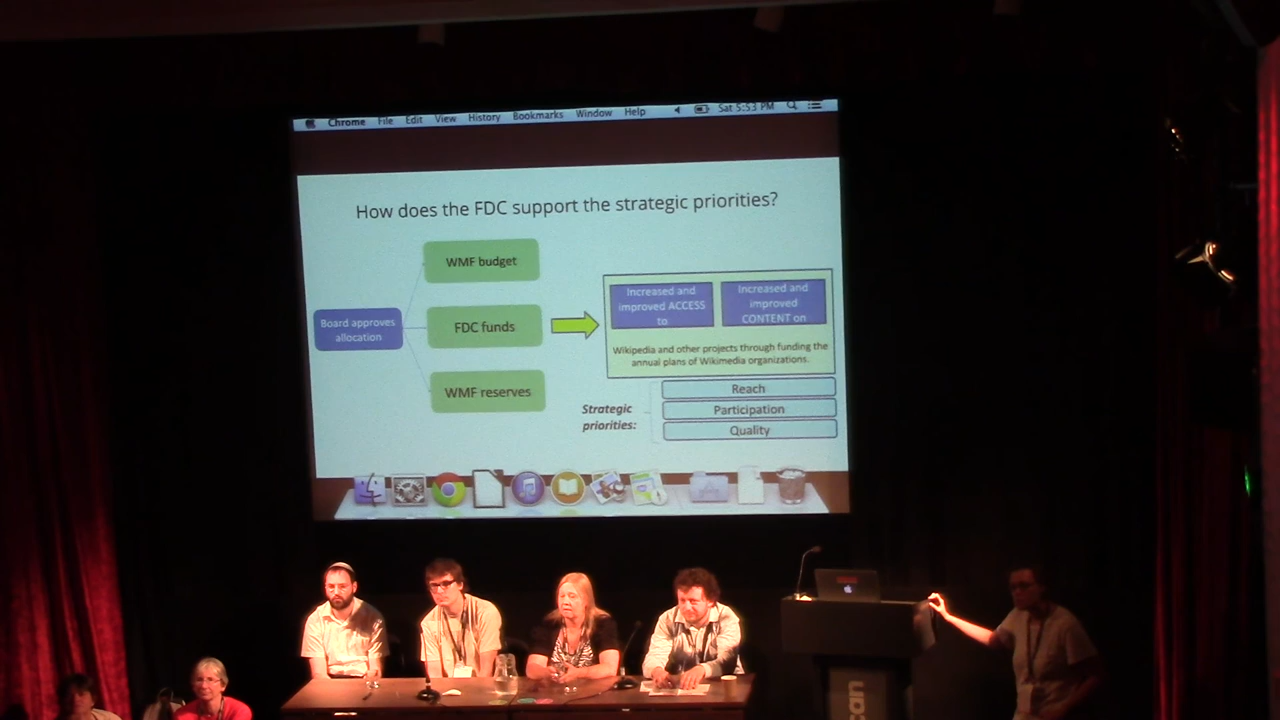 Chrome File Edit View History Bookmarks Window Help Sat 5:53 PM
How does the FDC support the strategic priorities?
WMF budget
Board approves
allocation
FDC funds
WMF reserves
Increased and
improved ACCESS
to
Increased and
improved
CONTENT on
Wikipedia and other projects through funding the
annual plans of Wikimedia organizations.
Strategic
priorities:
Reach
Participation
Quality
can